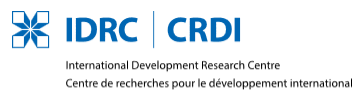 IDRC | CRDI
International Development Research Centre
Centre de recherches pour le développement international